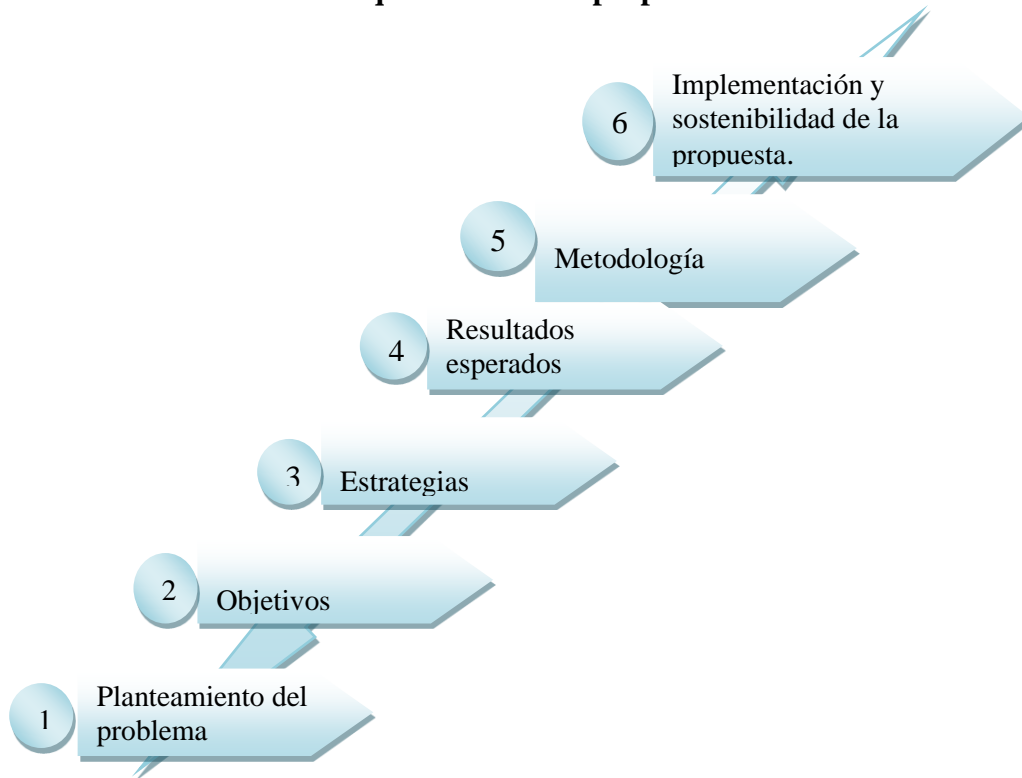 6
Implementación y
sostenibilidad de la
propuesta.
5
Metodología
4
Resultados
esperados
3
Estrategias
2
Objetivos
1
Planteamiento del
problema